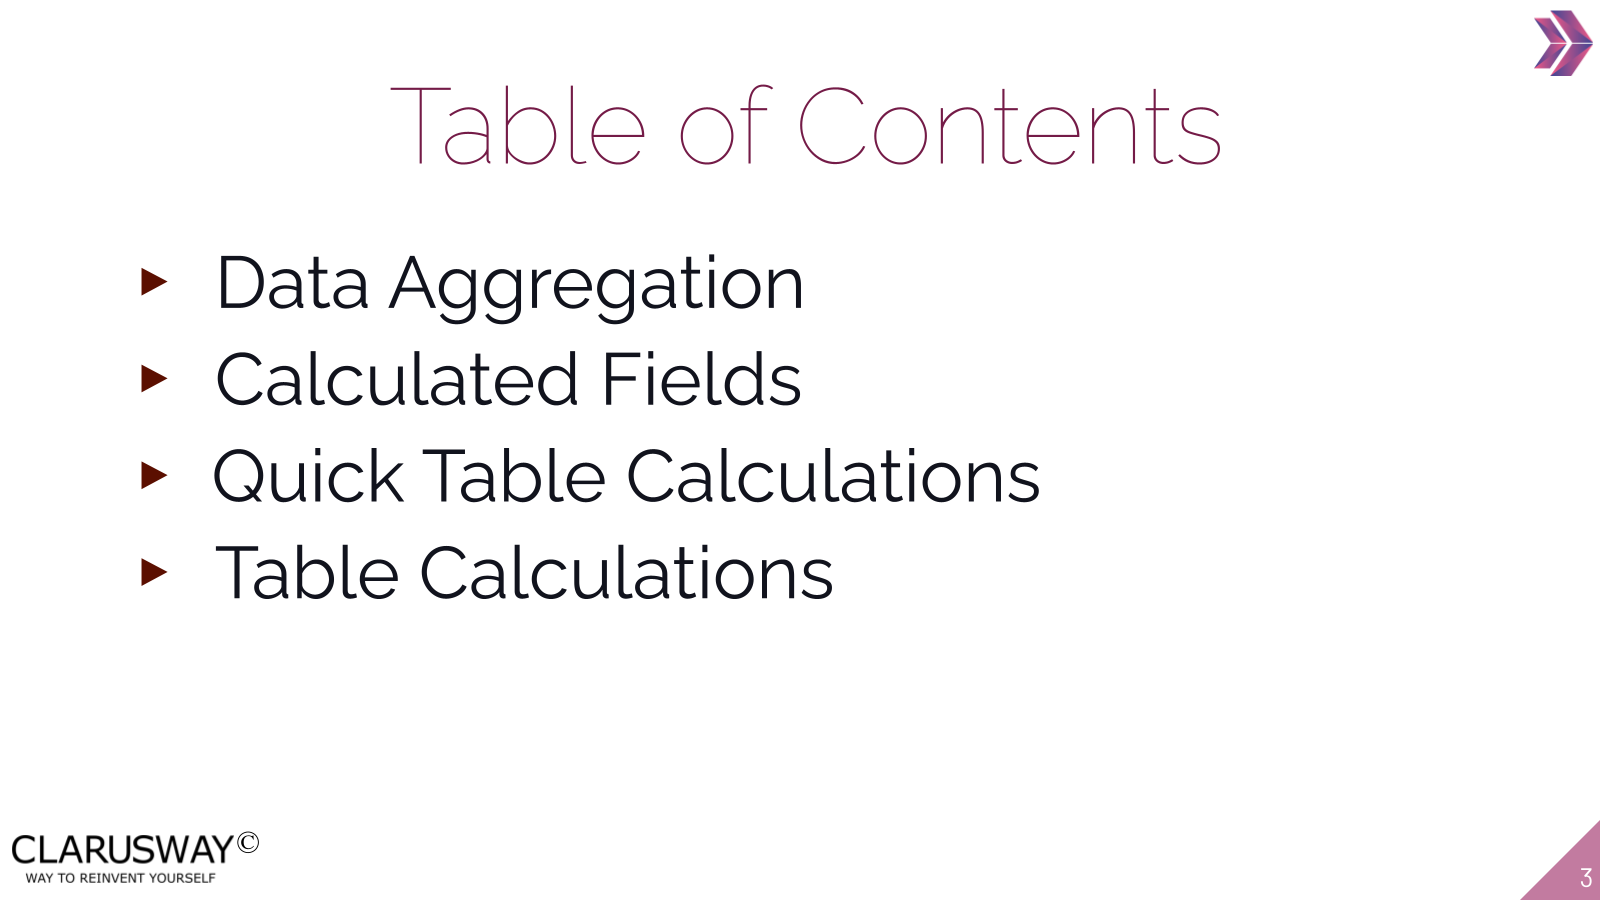 Table of Contents
► Data Aggregation
► Calculated Fields
► Quick Table Calculations
► Table Calculations
CLARUSWAY©
WAY TO REINVENT YOURSELF
3